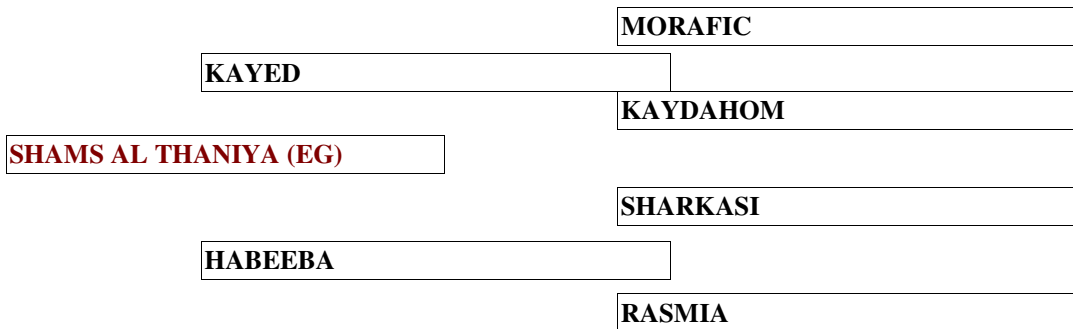 MORAFIC
KAYED
KAYDAHOM
SHAMS AL THANIYA (EG)
SHARKASI
HABEEBA
RASMIA